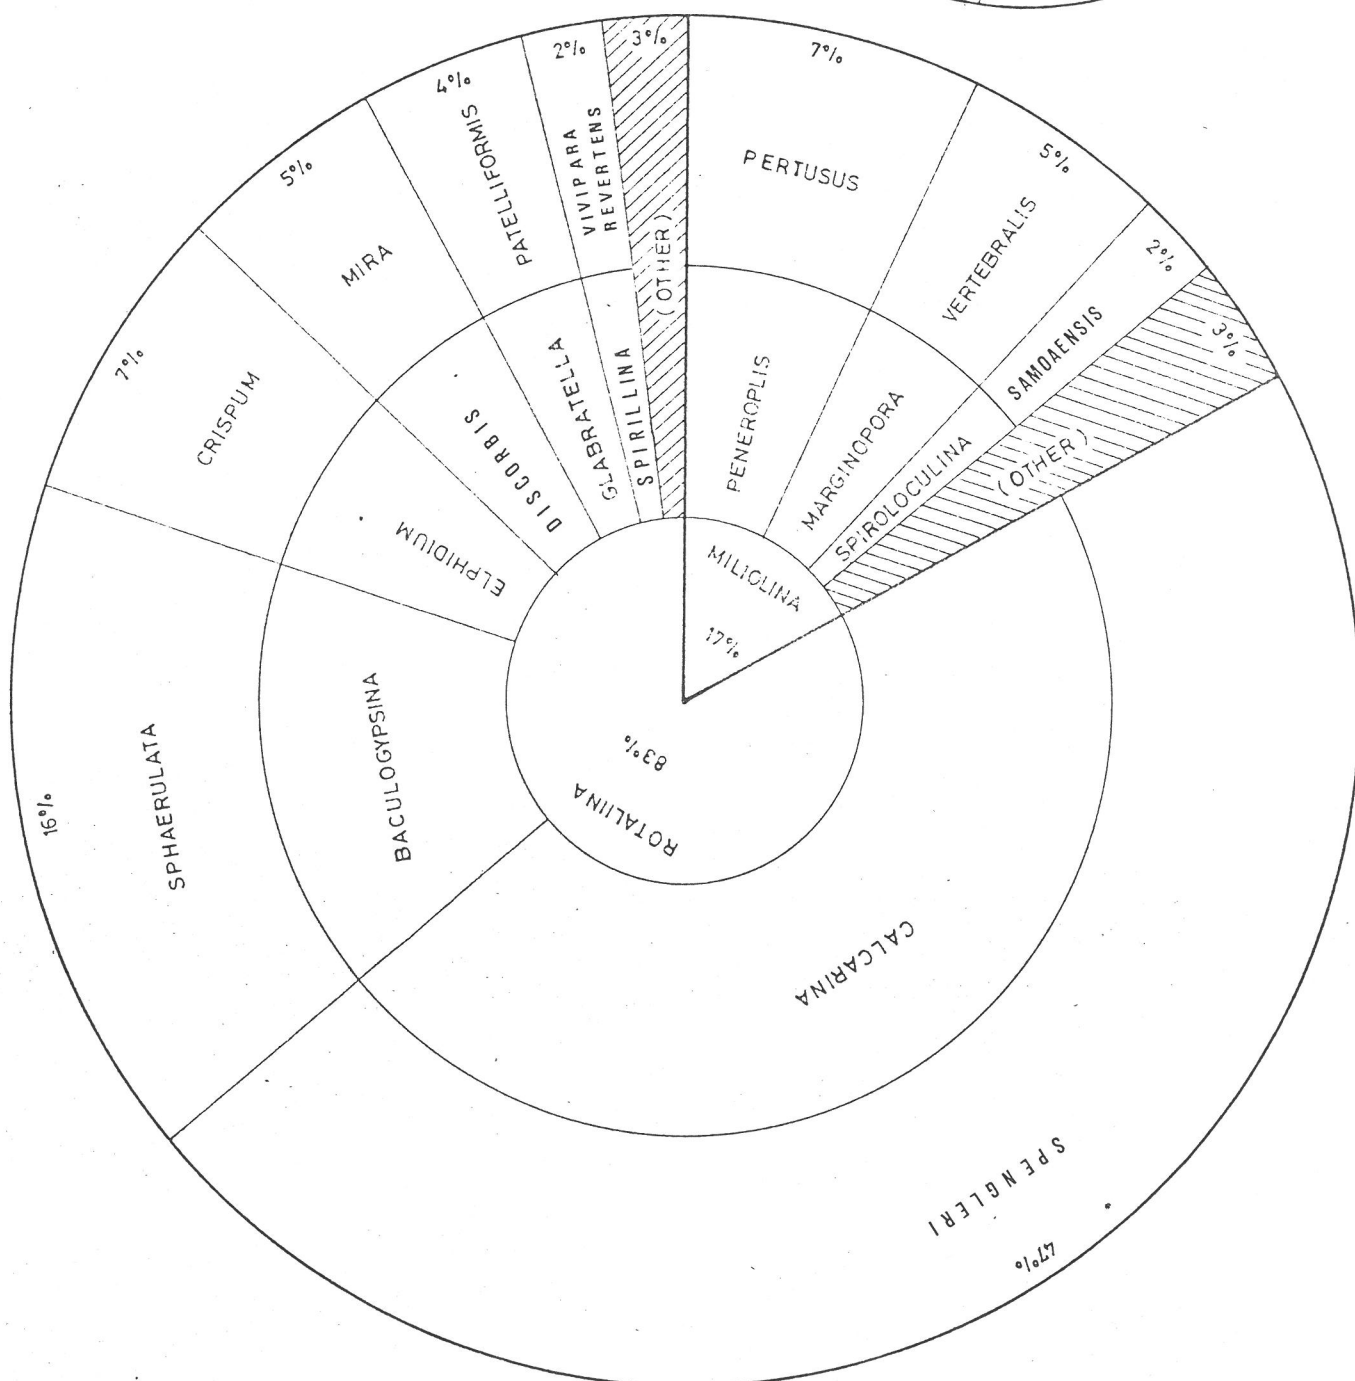 7%
PERTUSUS
PENEROPLIS
5%
VERTEBRALIS
MARGINOPORA
2%
SAMOAENSIS
SPIROLOCULINA
3%
(OTHER)
MILIOLINA
17%
47%
SPENGLERI
CALCARINA
ROTALIINA
83%
16%
SPHAERULATA
BACULOGYPSINA
7%
CRISPUM
ELPHIDIUM
5%
MIRA
DISCORBIS
4%
PATELLIFORMIS
GLABRATELLA
2%
VIVIPARA
REVERTENS
SPIRILLINA
3%
(OTHER)